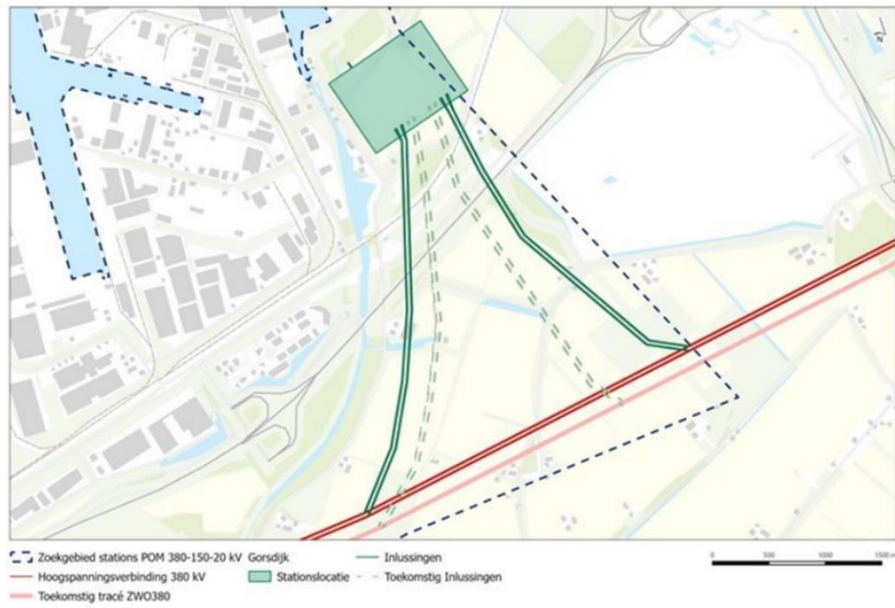 N
Zoekgebied stations POM 380-150-20 kV Gorsdijk Inlussingen
Hoogspanningsverbinding 380 kV Stationslocatie Toekomstig Inlussingen
Toekomstig tracé ZWO380
0 500 1000 1500 m